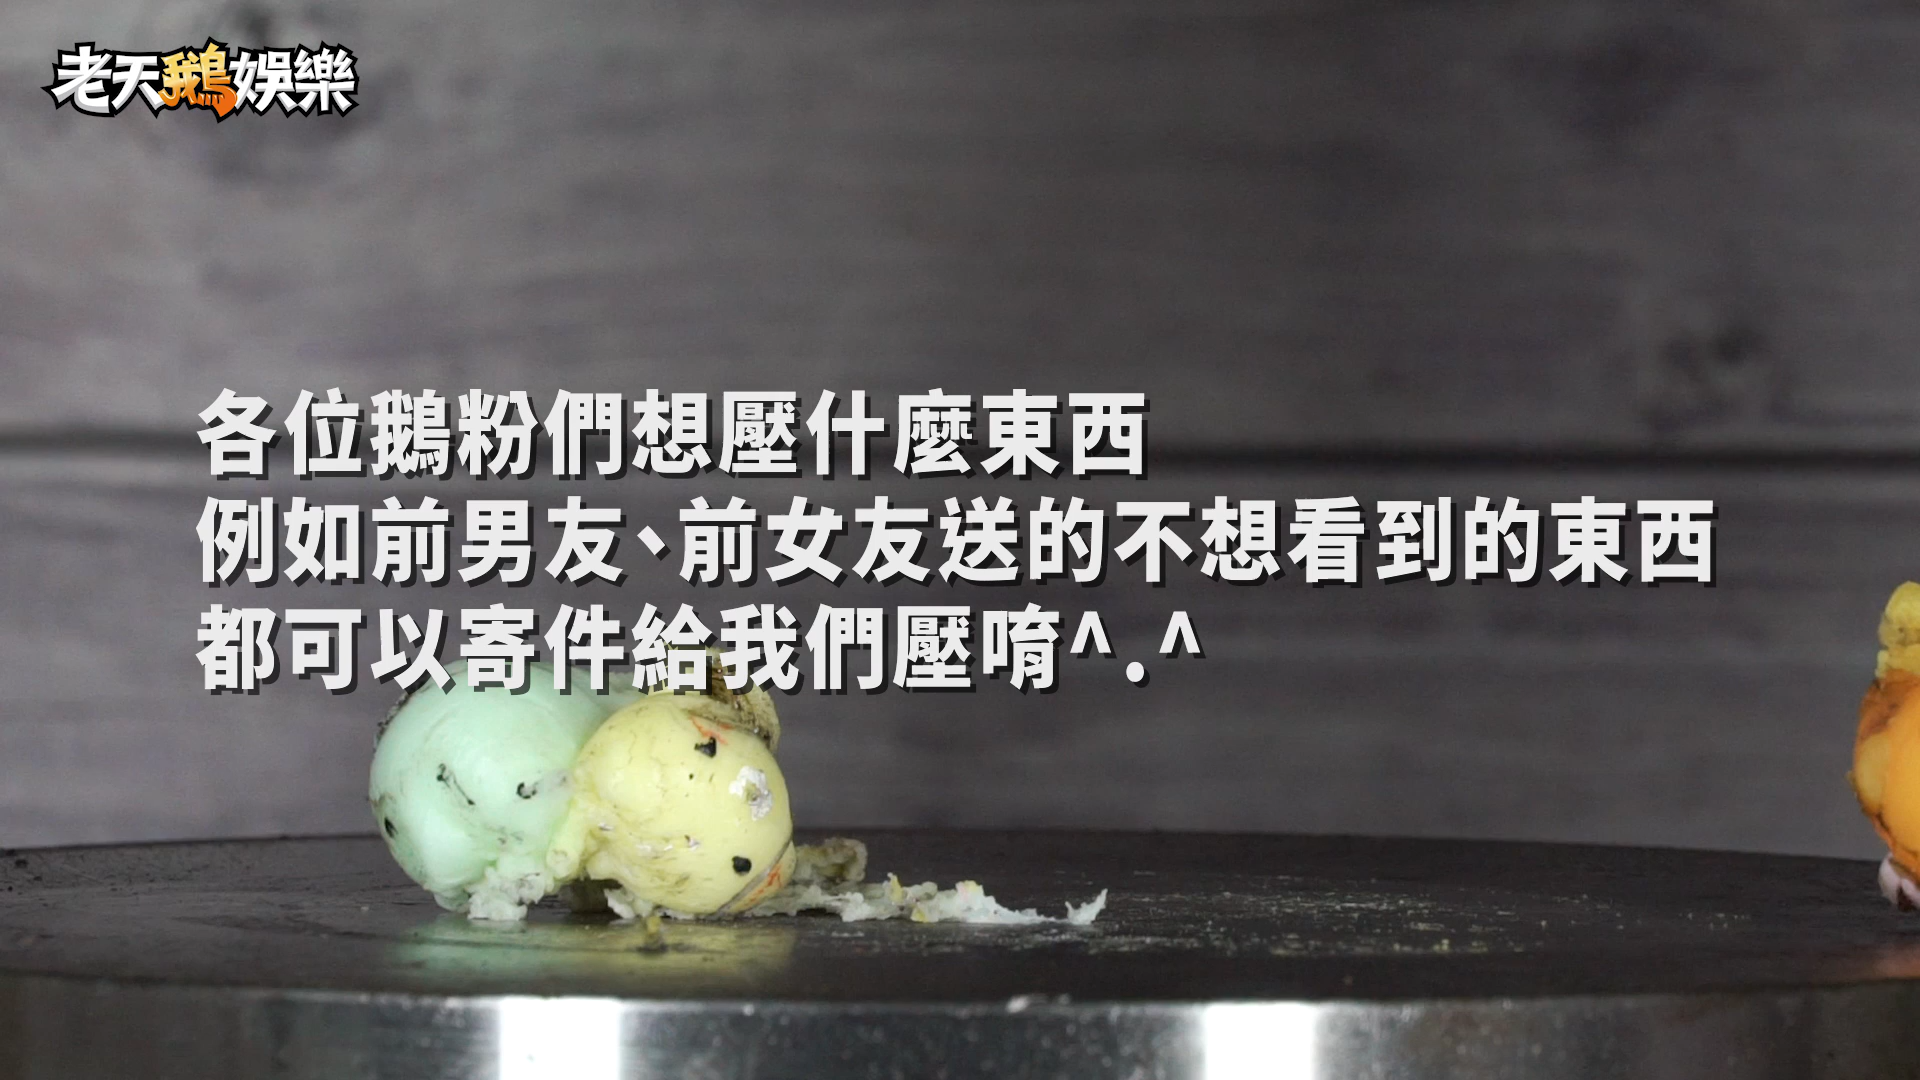 老天鵝娛樂
各位鵝粉們想壓什麼東西
例如前男友、前女友送的不想看到的東西
都可以寄件給我們壓唷^.^